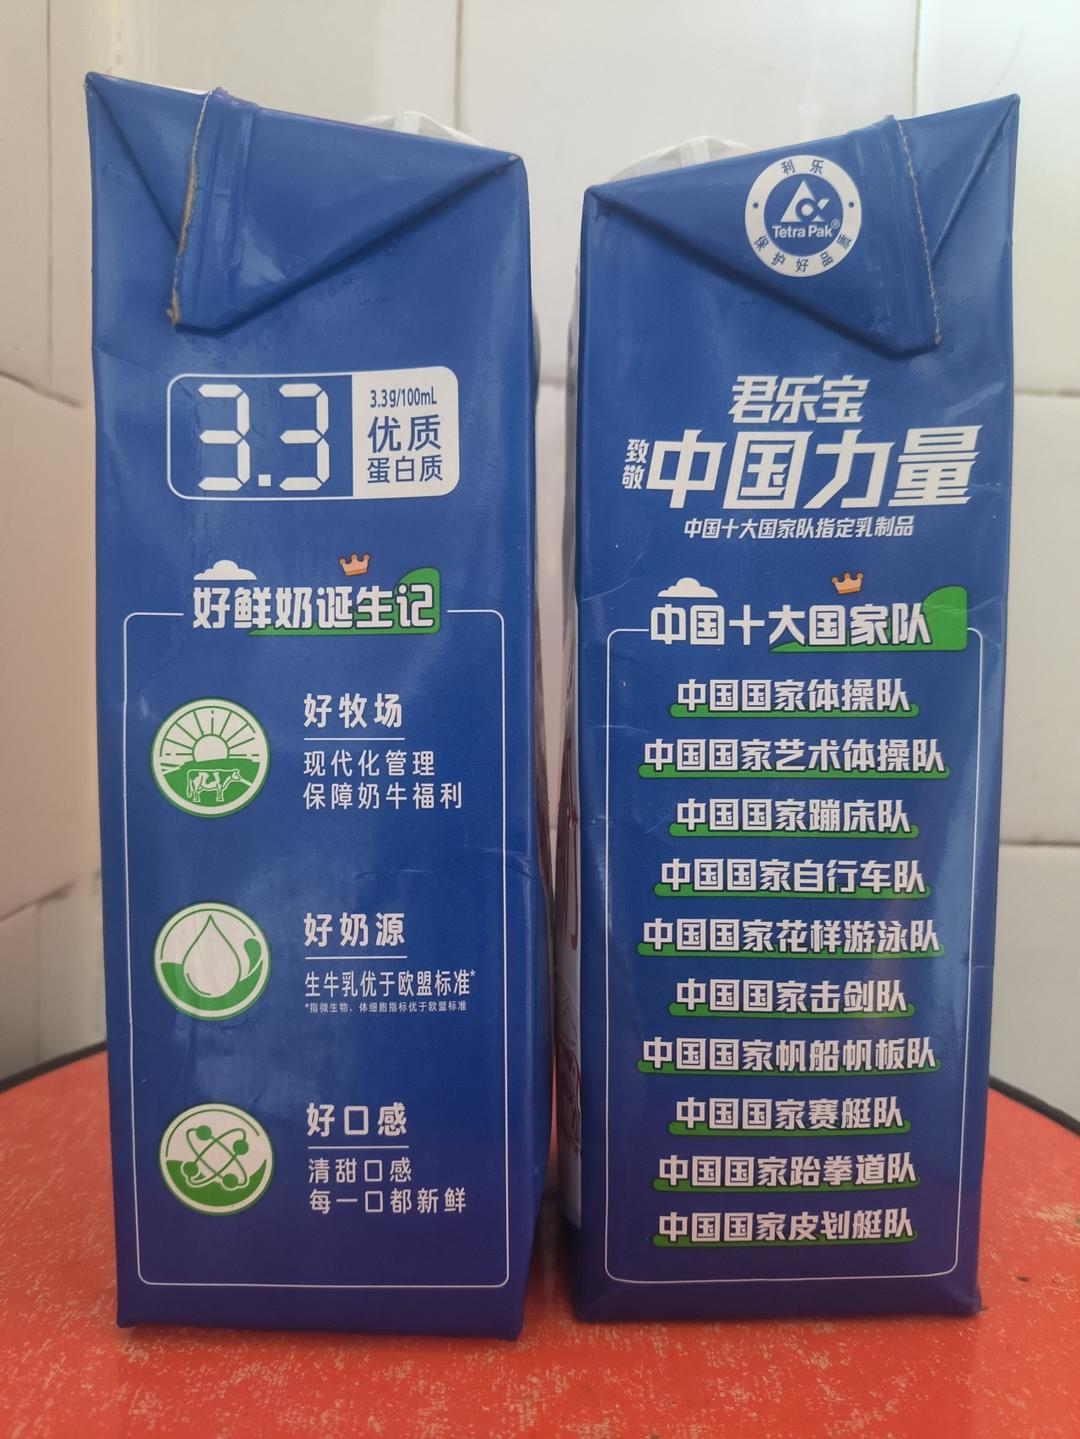 3.3
3.3g/100mL
优质
蛋白质
好鲜奶诞生记
好牧场
现代化管理
保障奶牛福利
好奶源
生牛乳优于欧盟标准*
*指微生物、体细胞指标优于欧盟标准
好口感
清甜口感
每一口都新鲜
利乐
Tetra Pak®
保护好品质
君乐宝
致敬
中国力量
中国十大国家队指定乳制品
中国十大国家队
中国国家体操队
中国国家艺术体操队
中国国家蹦床队
中国国家自行车队
中国国家花样游泳队
中国国家击剑队
中国国家帆船帆板队
中国国家赛艇队
中国国家跆拳道队
中国国家皮划艇队